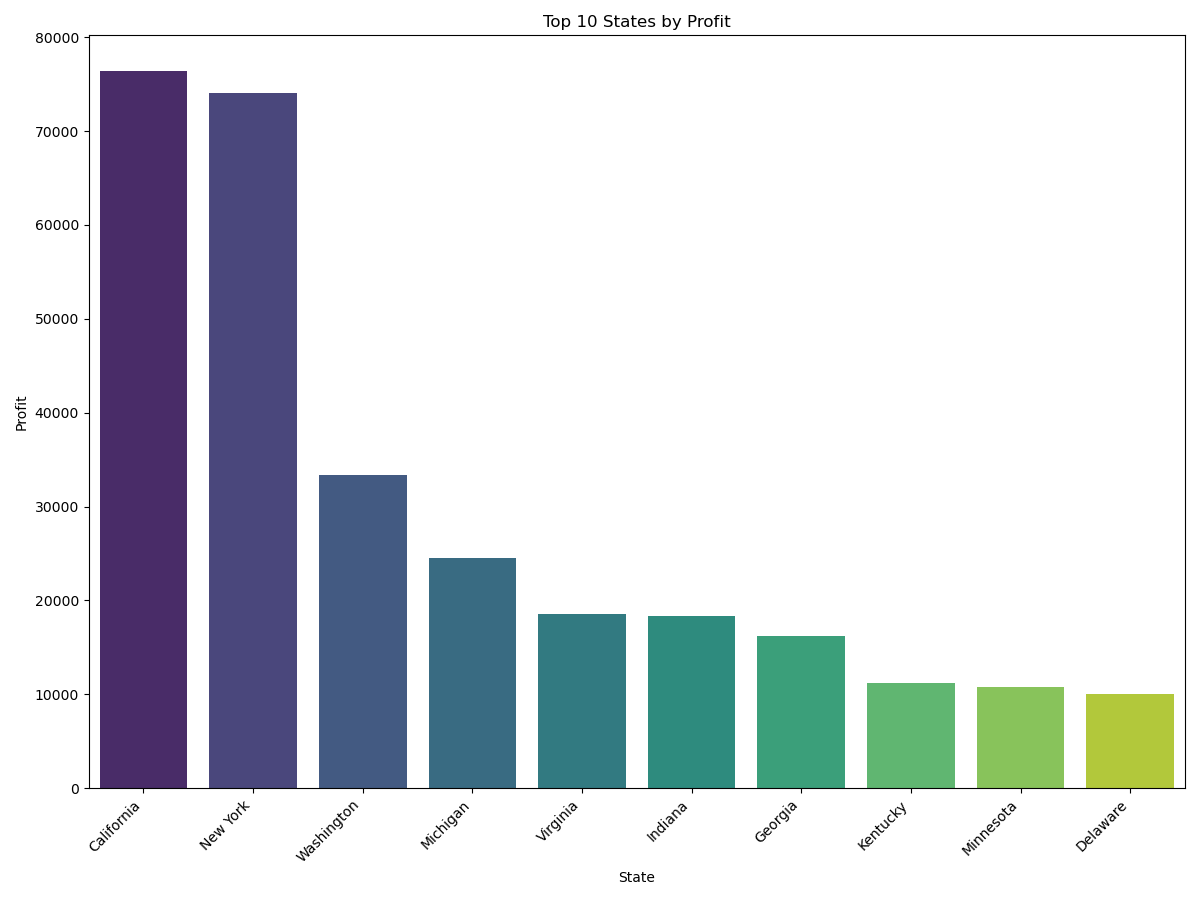 Top 10 States by Profit
80000
70000
60000
50000
40000
30000
20000
10000
0
Profit
California
New York
Washington
Michigan
Virginia
Indiana
Georgia
Kentucky
Minnesota
Delaware
State